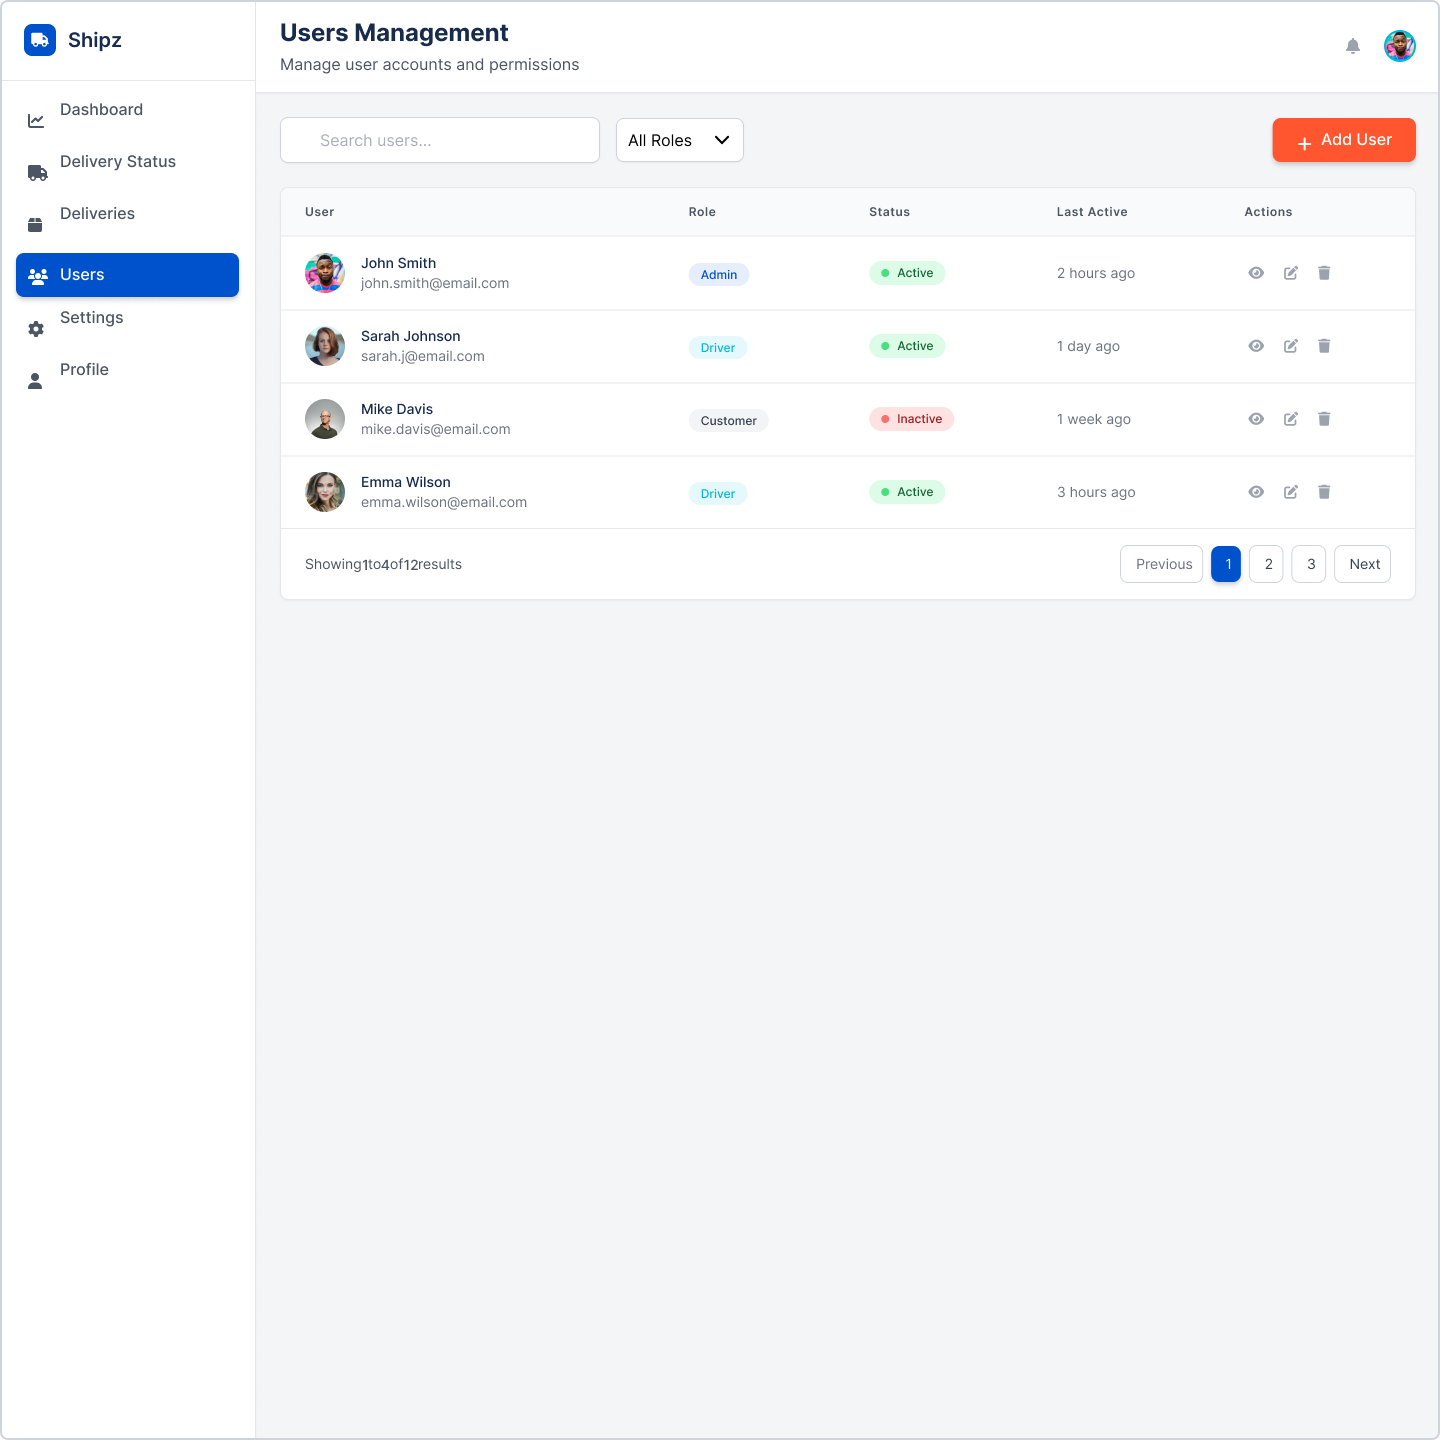 Shipz
Users Management
Manage user accounts and permissions
Dashboard
Delivery Status
Deliveries
Users
Settings
Profile
Search users...
All Roles
Add User
User Role Status Last Active Actions
John Smith
john.smith@email.com
Admin
Active
2 hours ago
Sarah Johnson
sarah.j@email.com
Driver
Active
1 day ago
Mike Davis
mike.davis@email.com
Customer
Inactive
1 week ago
Emma Wilson
emma.wilson@email.com
Driver
Active
3 hours ago
Showing1to4of12results
Previous 1 2 3 Next